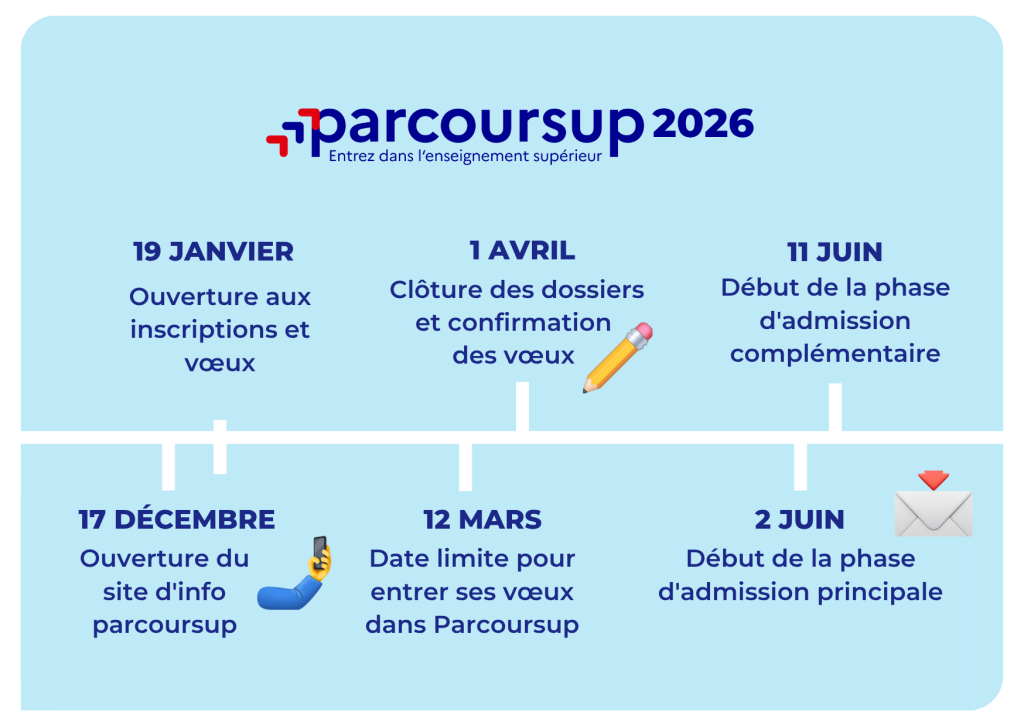 parcoursup 2026
Entrez dans l'enseignement supérieur
19 JANVIER
Ouverture aux
inscriptions et
vœux
1 AVRIL
Clôture des dossiers
et confirmation
des vœux
11 JUIN
Début de la phase
d'admission
complémentaire
17 DÉCEMBRE
Ouverture du
site d'info
parcoursup
12 MARS
Date limite pour
entrer ses vœux
dans Parcoursup
2 JUIN
Début de la phase
d'admission principale